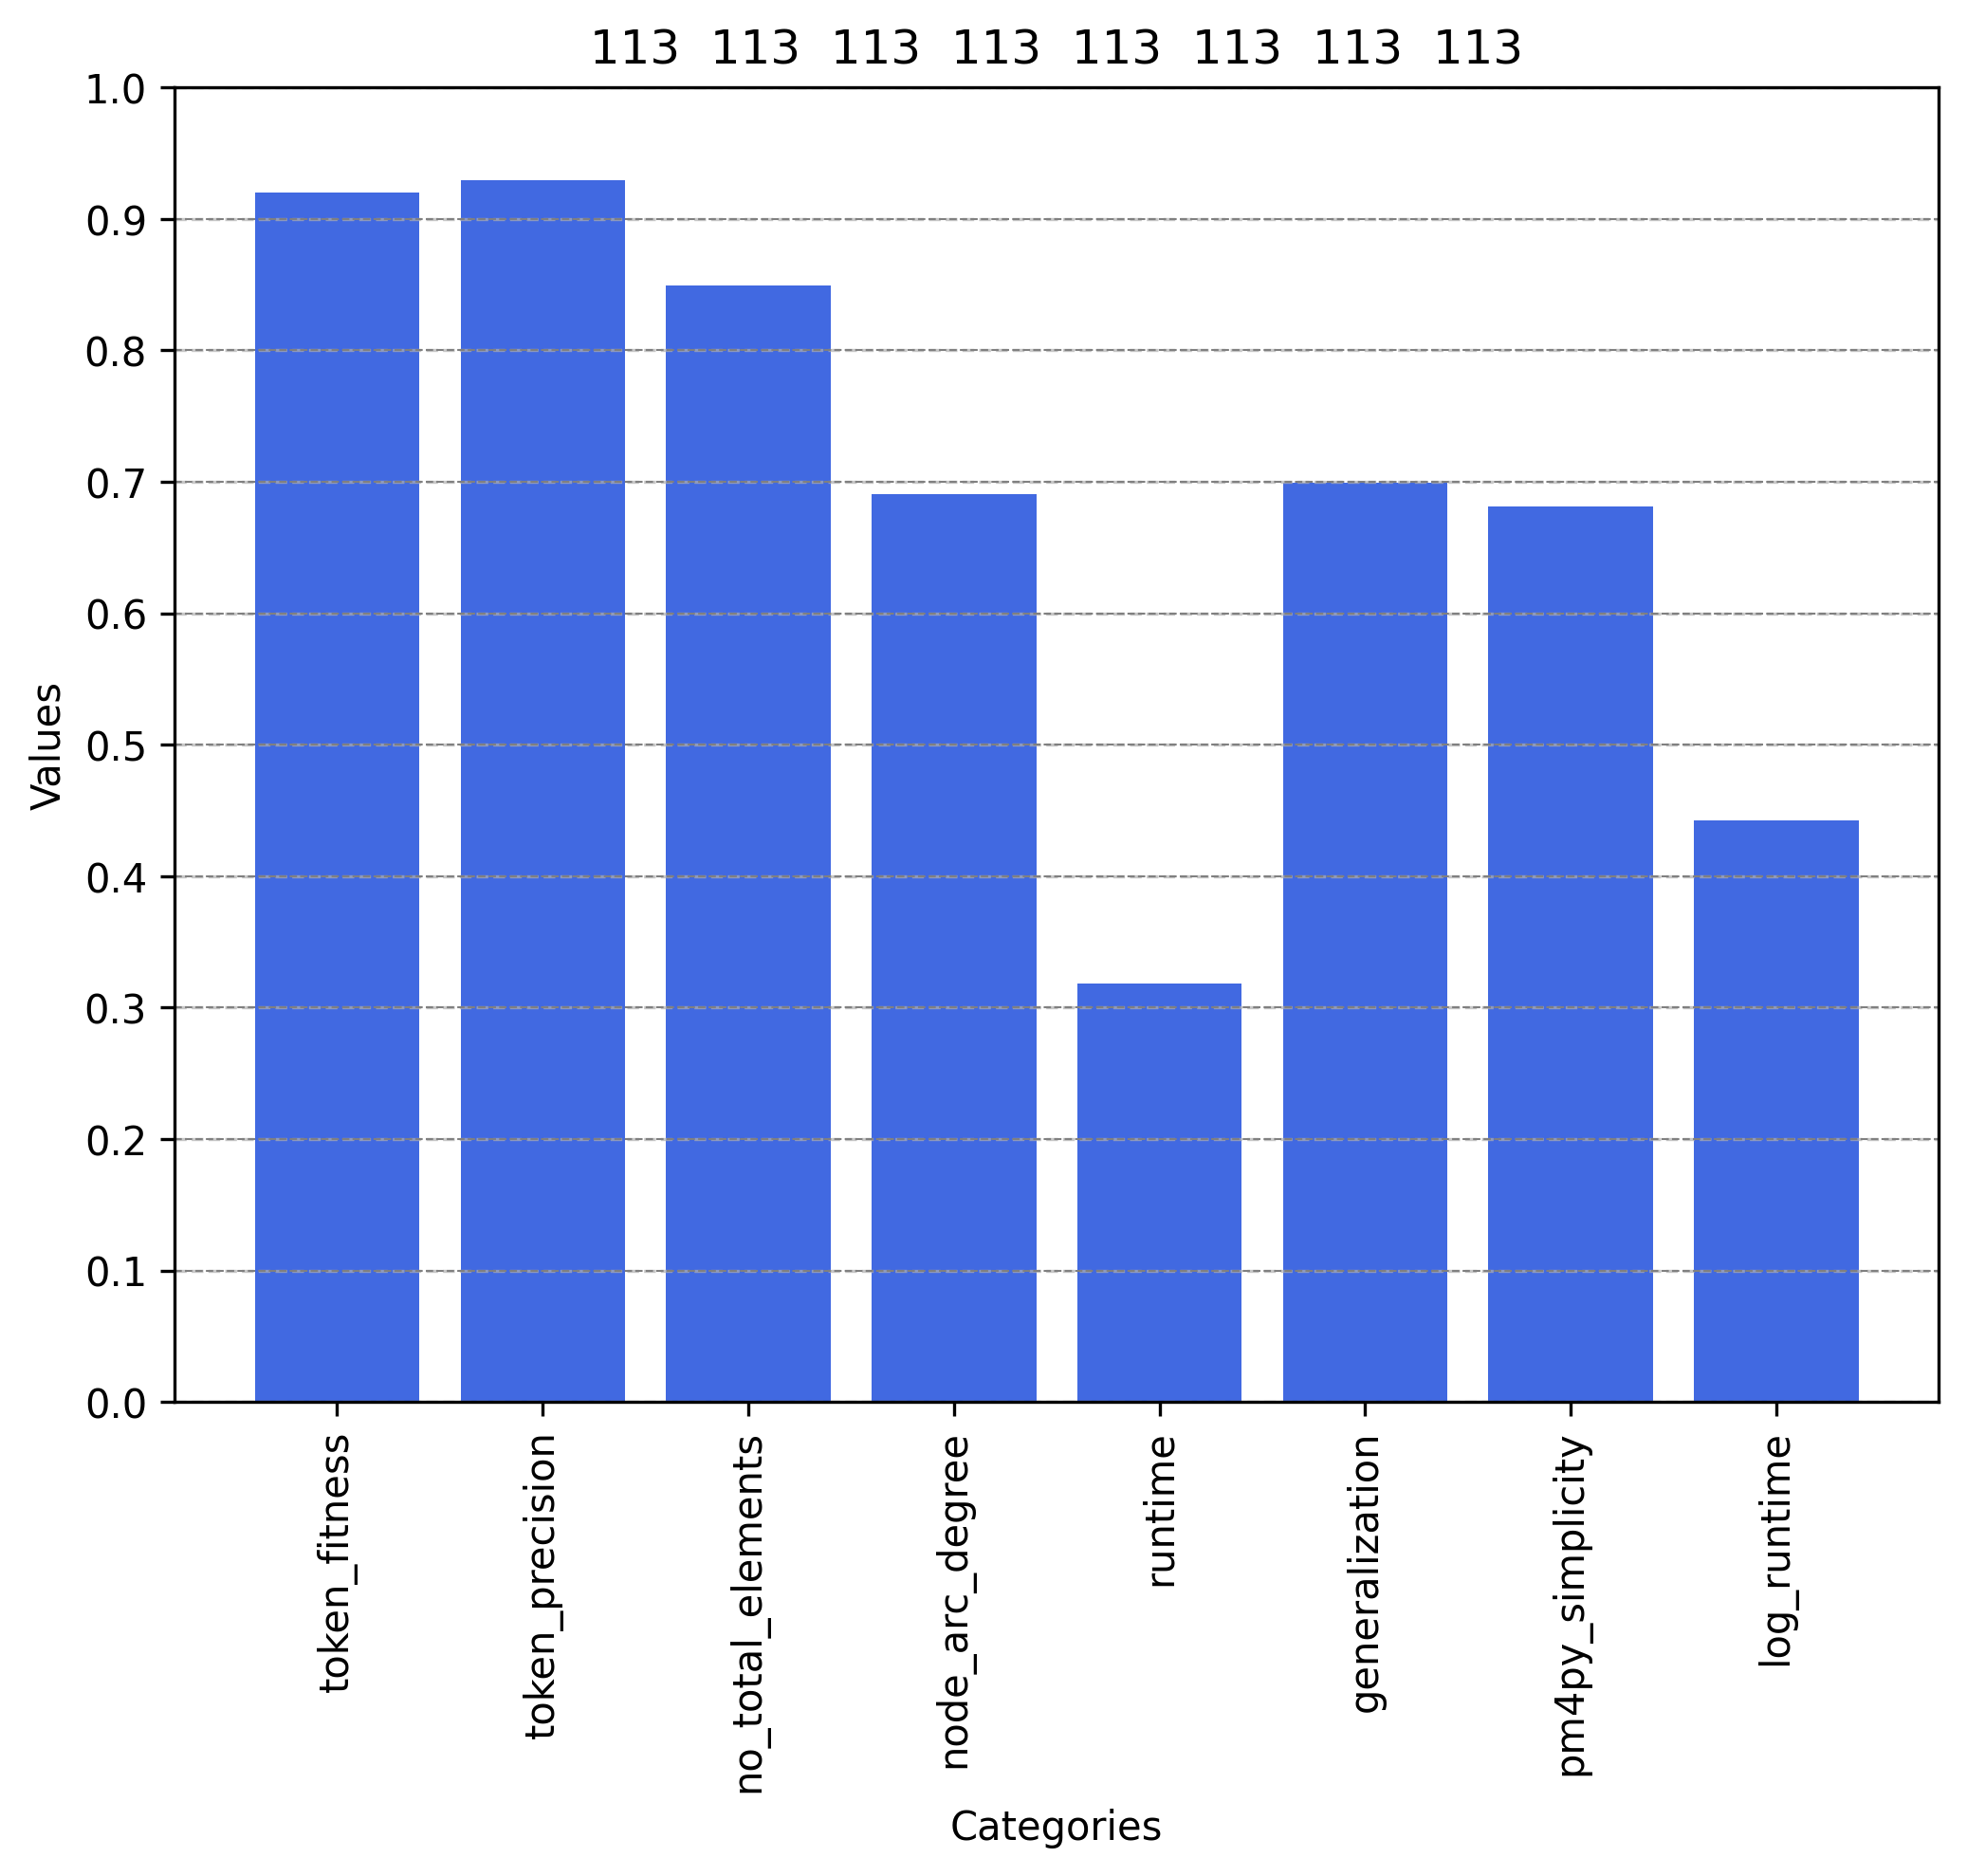 113 113 113 113 113 113 113 113
1.0
0.9
0.8
0.7
0.6
0.5
0.4
0.3
0.2
0.1
0.0
Values
token_fitness
token_precision
no_total_elements
node_arc_degree
runtime
generalization
pm4py_simplicity
log_runtime
Categories